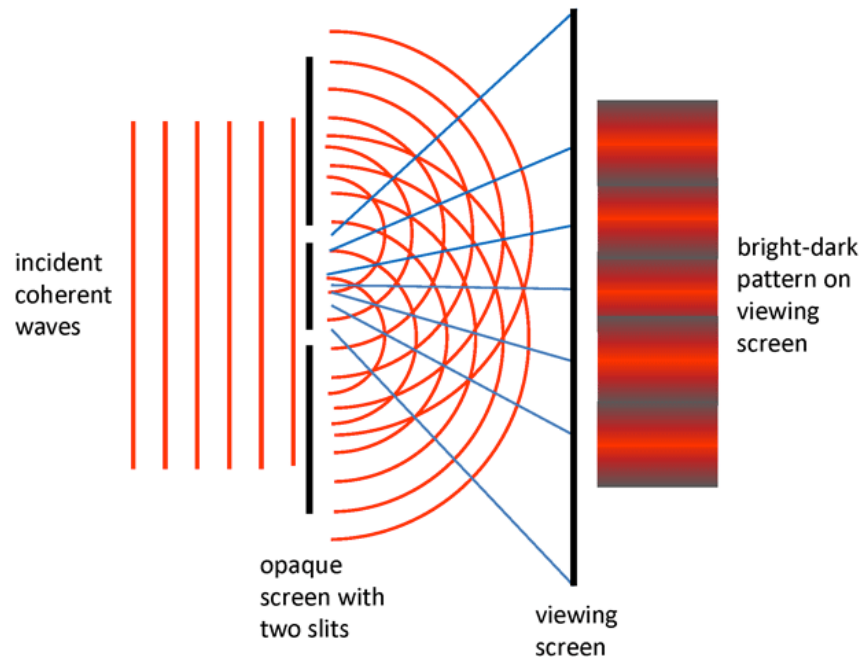 incident
coherent
waves
opaque
screen with
two slits
viewing
screen
bright-dark
pattern on
viewing
screen